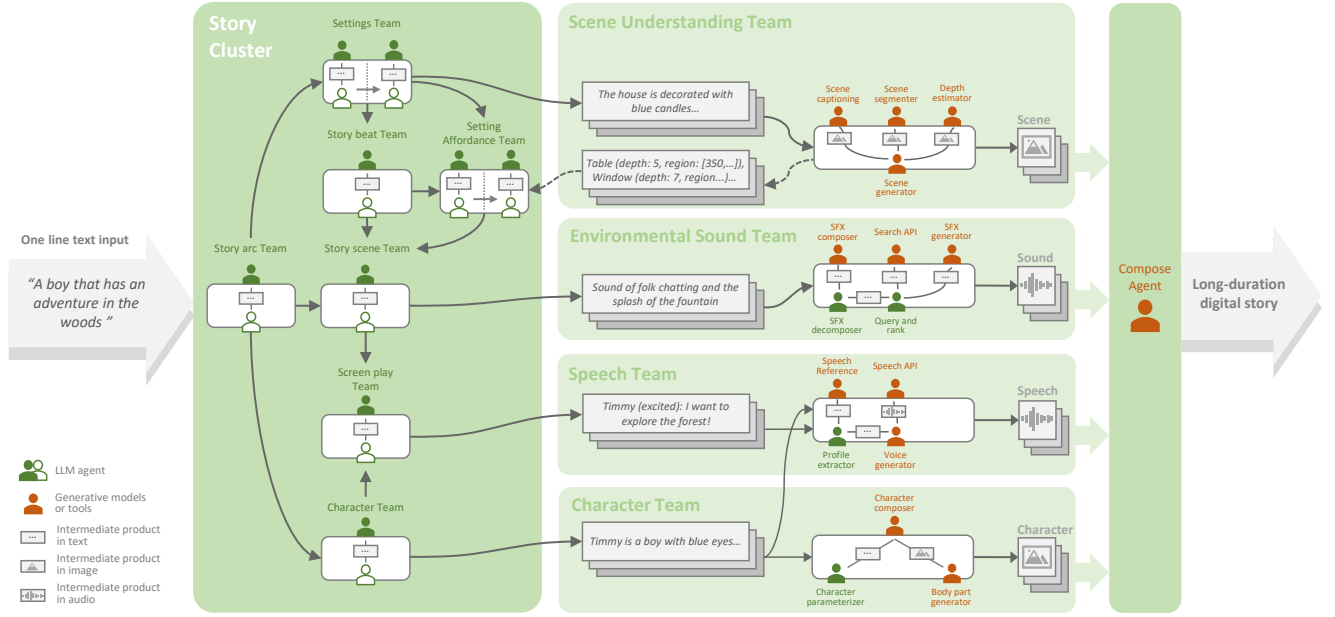 Story
Cluster
Settings Team
Story beat Team
Setting
Affordance Team
Story arc Team
Story scene Team
Screen play
Team
Character Team
One line text input
“A boy that has an
adventure in the
woods ”
LLM agent
Generative models
or tools
Intermediate product
in text
Intermediate product
in image
Intermediate product
in audio
Scene Understanding Team
The house is decorated with
blue candles…
Table (depth: 5, region: [350,…]),
Window (depth: 7, region…)…
Scene
captioning
Scene
segmenter
Depth
estimator
Scene
generator
Scene
Environmental Sound Team
Sound of folk chatting and the
splash of the fountain
SFX
composer
Search API
SFX
generator
SFX
decomposer
Query and
rank
Sound
Speech Team
Timmy (excited): I want to
explore the forest!
Speech
Reference
Speech API
Profile
extractor
Voice
generator
Speech
Character Team
Timmy is a boy with blue eyes…
Character
composer
Character
parameterizer
Body part
generator
Character
Compose
Agent
Long-duration
digital story